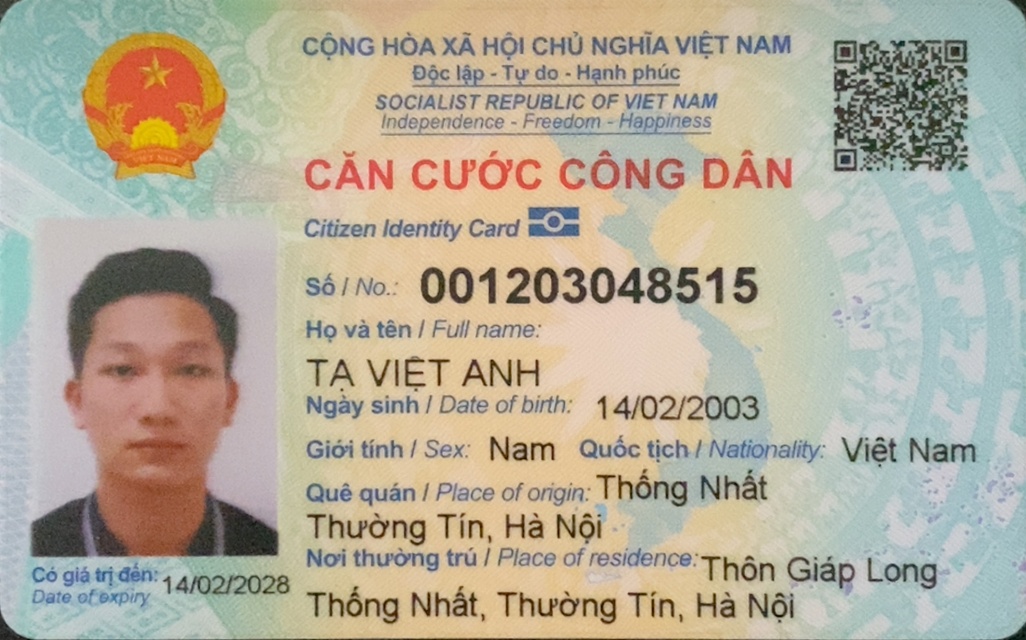 CỘNG HÒA XÃ HỘI CHỦ NGHĨA VIỆT NAM
Độc lập - Tự do - Hạnh phúc
SOCIALIST REPUBLIC OF VIET NAM
Independence - Freedom - Happiness
CĂN CƯỚC CÔNG DÂN
Citizen Identity Card
Số / No.: 001203048515
Họ và tên / Full name:
TẠ VIỆT ANH
Ngày sinh / Date of birth: 14/02/2003
Giới tính / Sex: Nam Quốc tịch / Nationality: Việt Nam
Quê quán / Place of origin: Thống Nhất
Thường Tín, Hà Nội
Nơi thường trú / Place of residence: Thôn Giáp Long
Thống Nhất, Thường Tín, Hà Nội
Có giá trị đến: 14/02/2028
Date of expiry
VIET NAM